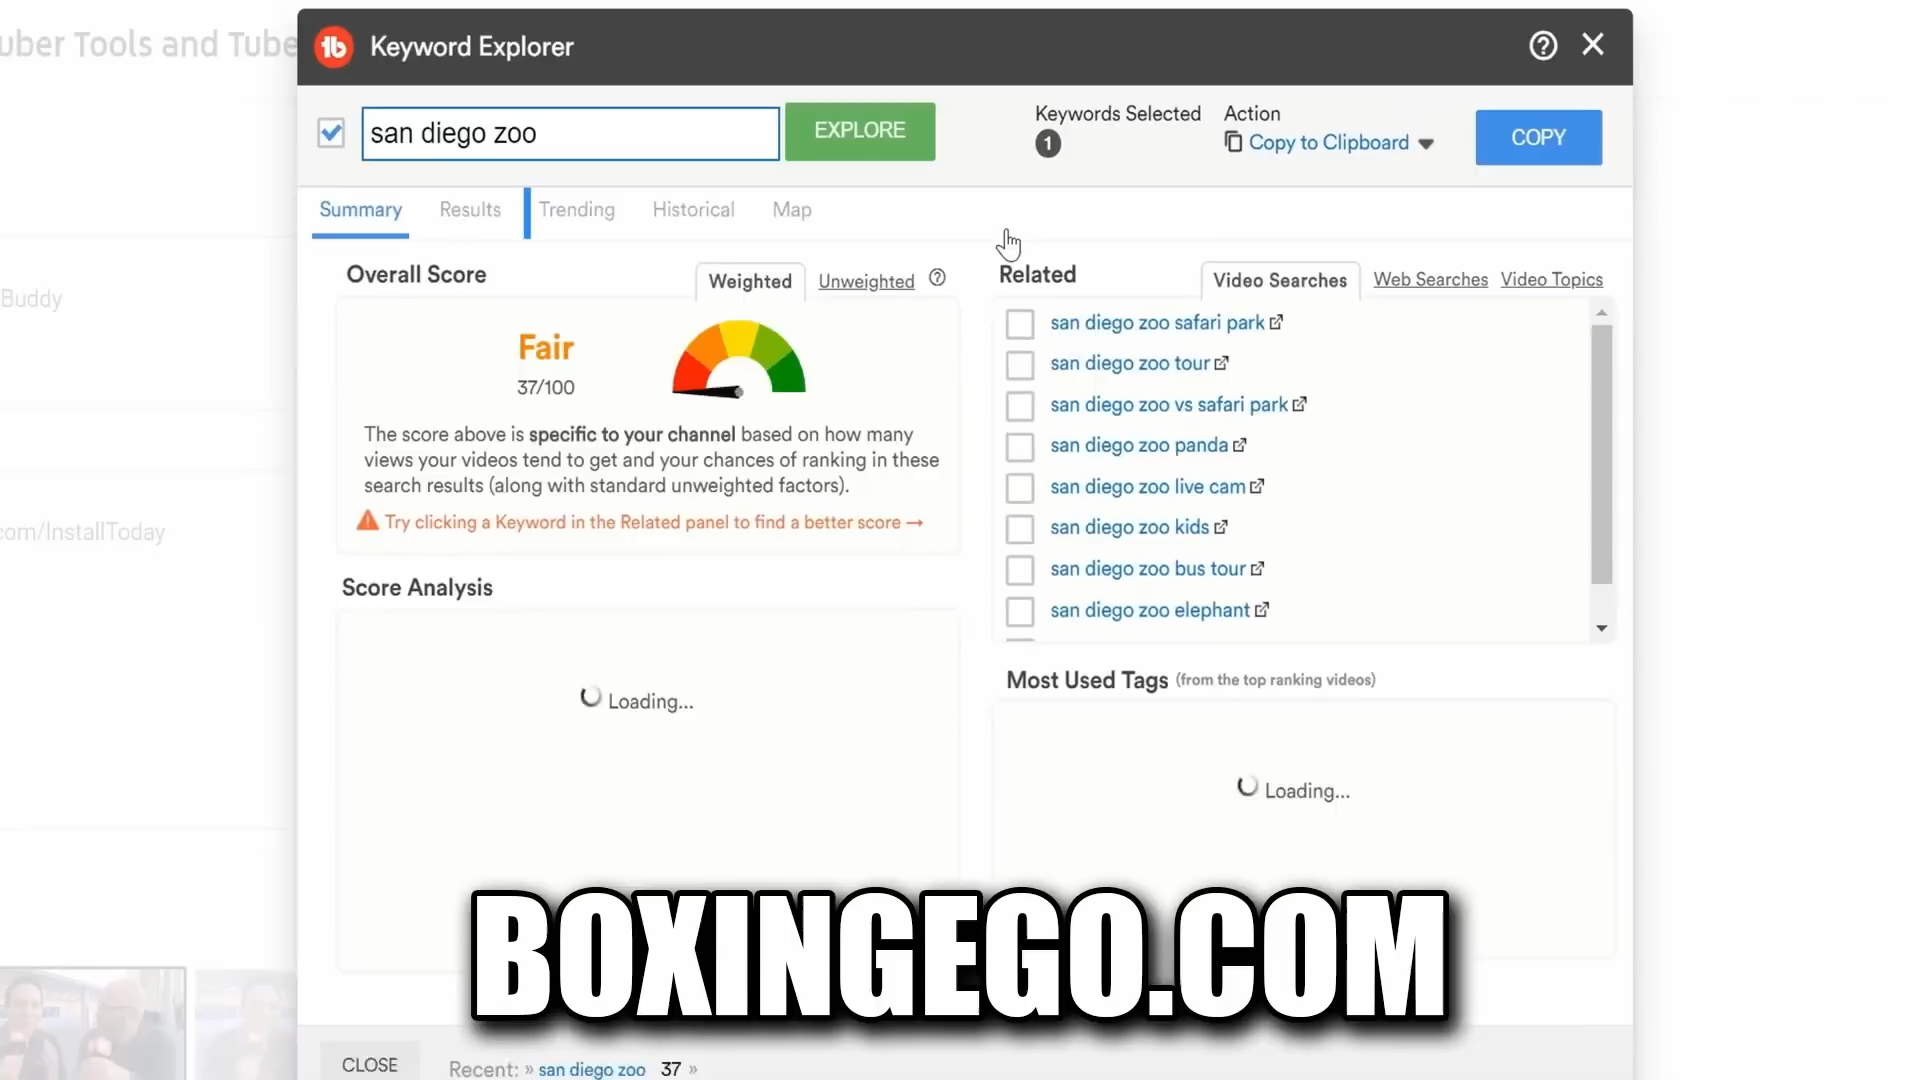 uber Tools and Tube
Keyword Explorer
san diego zoo
EXPLORE
Keywords Selected
1
Action
Copy to Clipboard
COPY
Summary
Results
Trending
Historical
Map
Buddy
Overall Score
Weighted
Unweighted
Fair
37/100
The score above is specific to your channel based on how many
views your videos tend to get and your chances of ranking in these
search results (along with standard unweighted factors).
Try clicking a Keyword in the Related panel to find a better score →
Related
Video Searches
Web Searches
Video Topics
san diego zoo safari park
san diego zoo tour
san diego zoo vs safari park
san diego zoo panda
san diego zoo live cam
san diego zoo kids
san diego zoo bus tour
san diego zoo elephant
com/InstallToday
Score Analysis
Loading...
Most Used Tags (from the top ranking videos)
Loading...
BOXINGEGO.COM
CLOSE
Recent: » san diego zoo 37 »